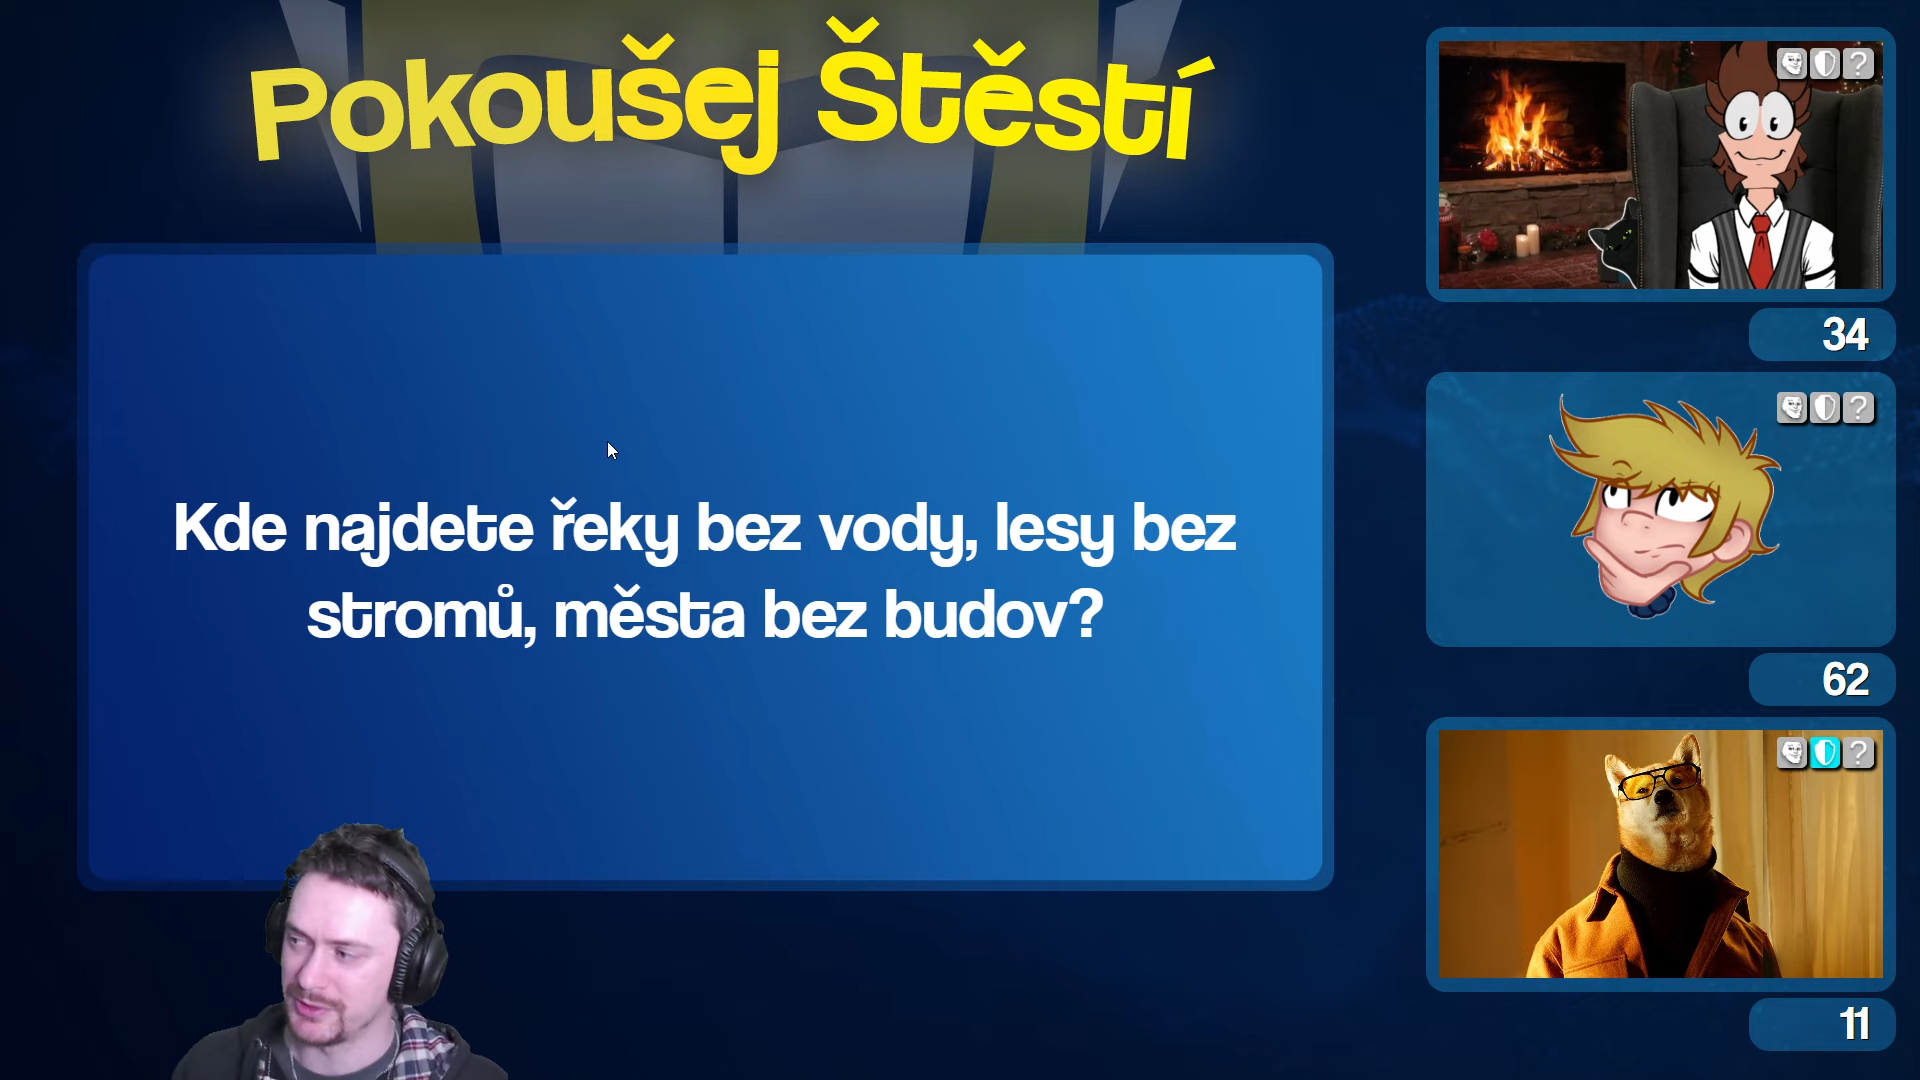 Pokoušej Štěstí
Kde najdete řeky bez vody, lesy bez
stromů, města bez budov?
?
34
?
62
?
11